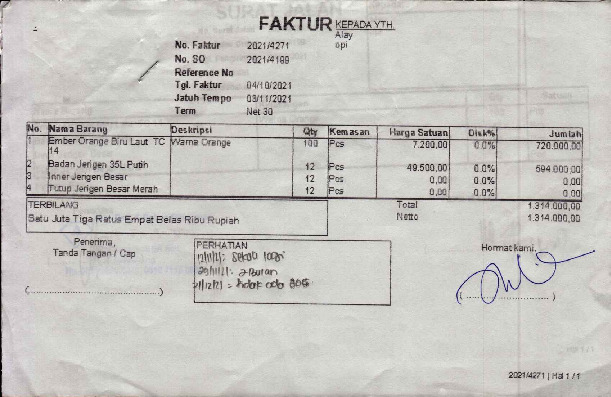 FAKTUR KEPADA YTH.
Alay
opi
No. Faktur 2021/4271
No. SO 2021/4189
Reference No
Tgl. Faktur 04/10/2021
Jatuh Tempo 03/11/2021
Term Net 30
No. Nama Barang Deskripsi Qty Kemasan Harga Satuan Disk% Jumlah
1 Ember Orange Biru Laut TC 14 Warna Orange 100 Pcs 7.200,00 0.0% 720.000,00
2 Badan Jerigen 35L Putih 12 Pcs 49.500,00 0.0% 594.000,00
3 Inner Jerigen Besar 12 Pcs 0,00 0.0% 0,00
4 Tutup Jerigen Besar Merah 12 Pcs 0,00 0.0% 0,00
TERBILANG Total 1.314.000,00
Satu Juta Tiga Ratus Empat Belas Ribu Rupiah Netto 1.314.000,00
Penerima,
Tanda Tangan / Cap
PERHATIAN
Hormat kami,
(........................................)
(........................)
2021/4271 | Hal 1 / 1